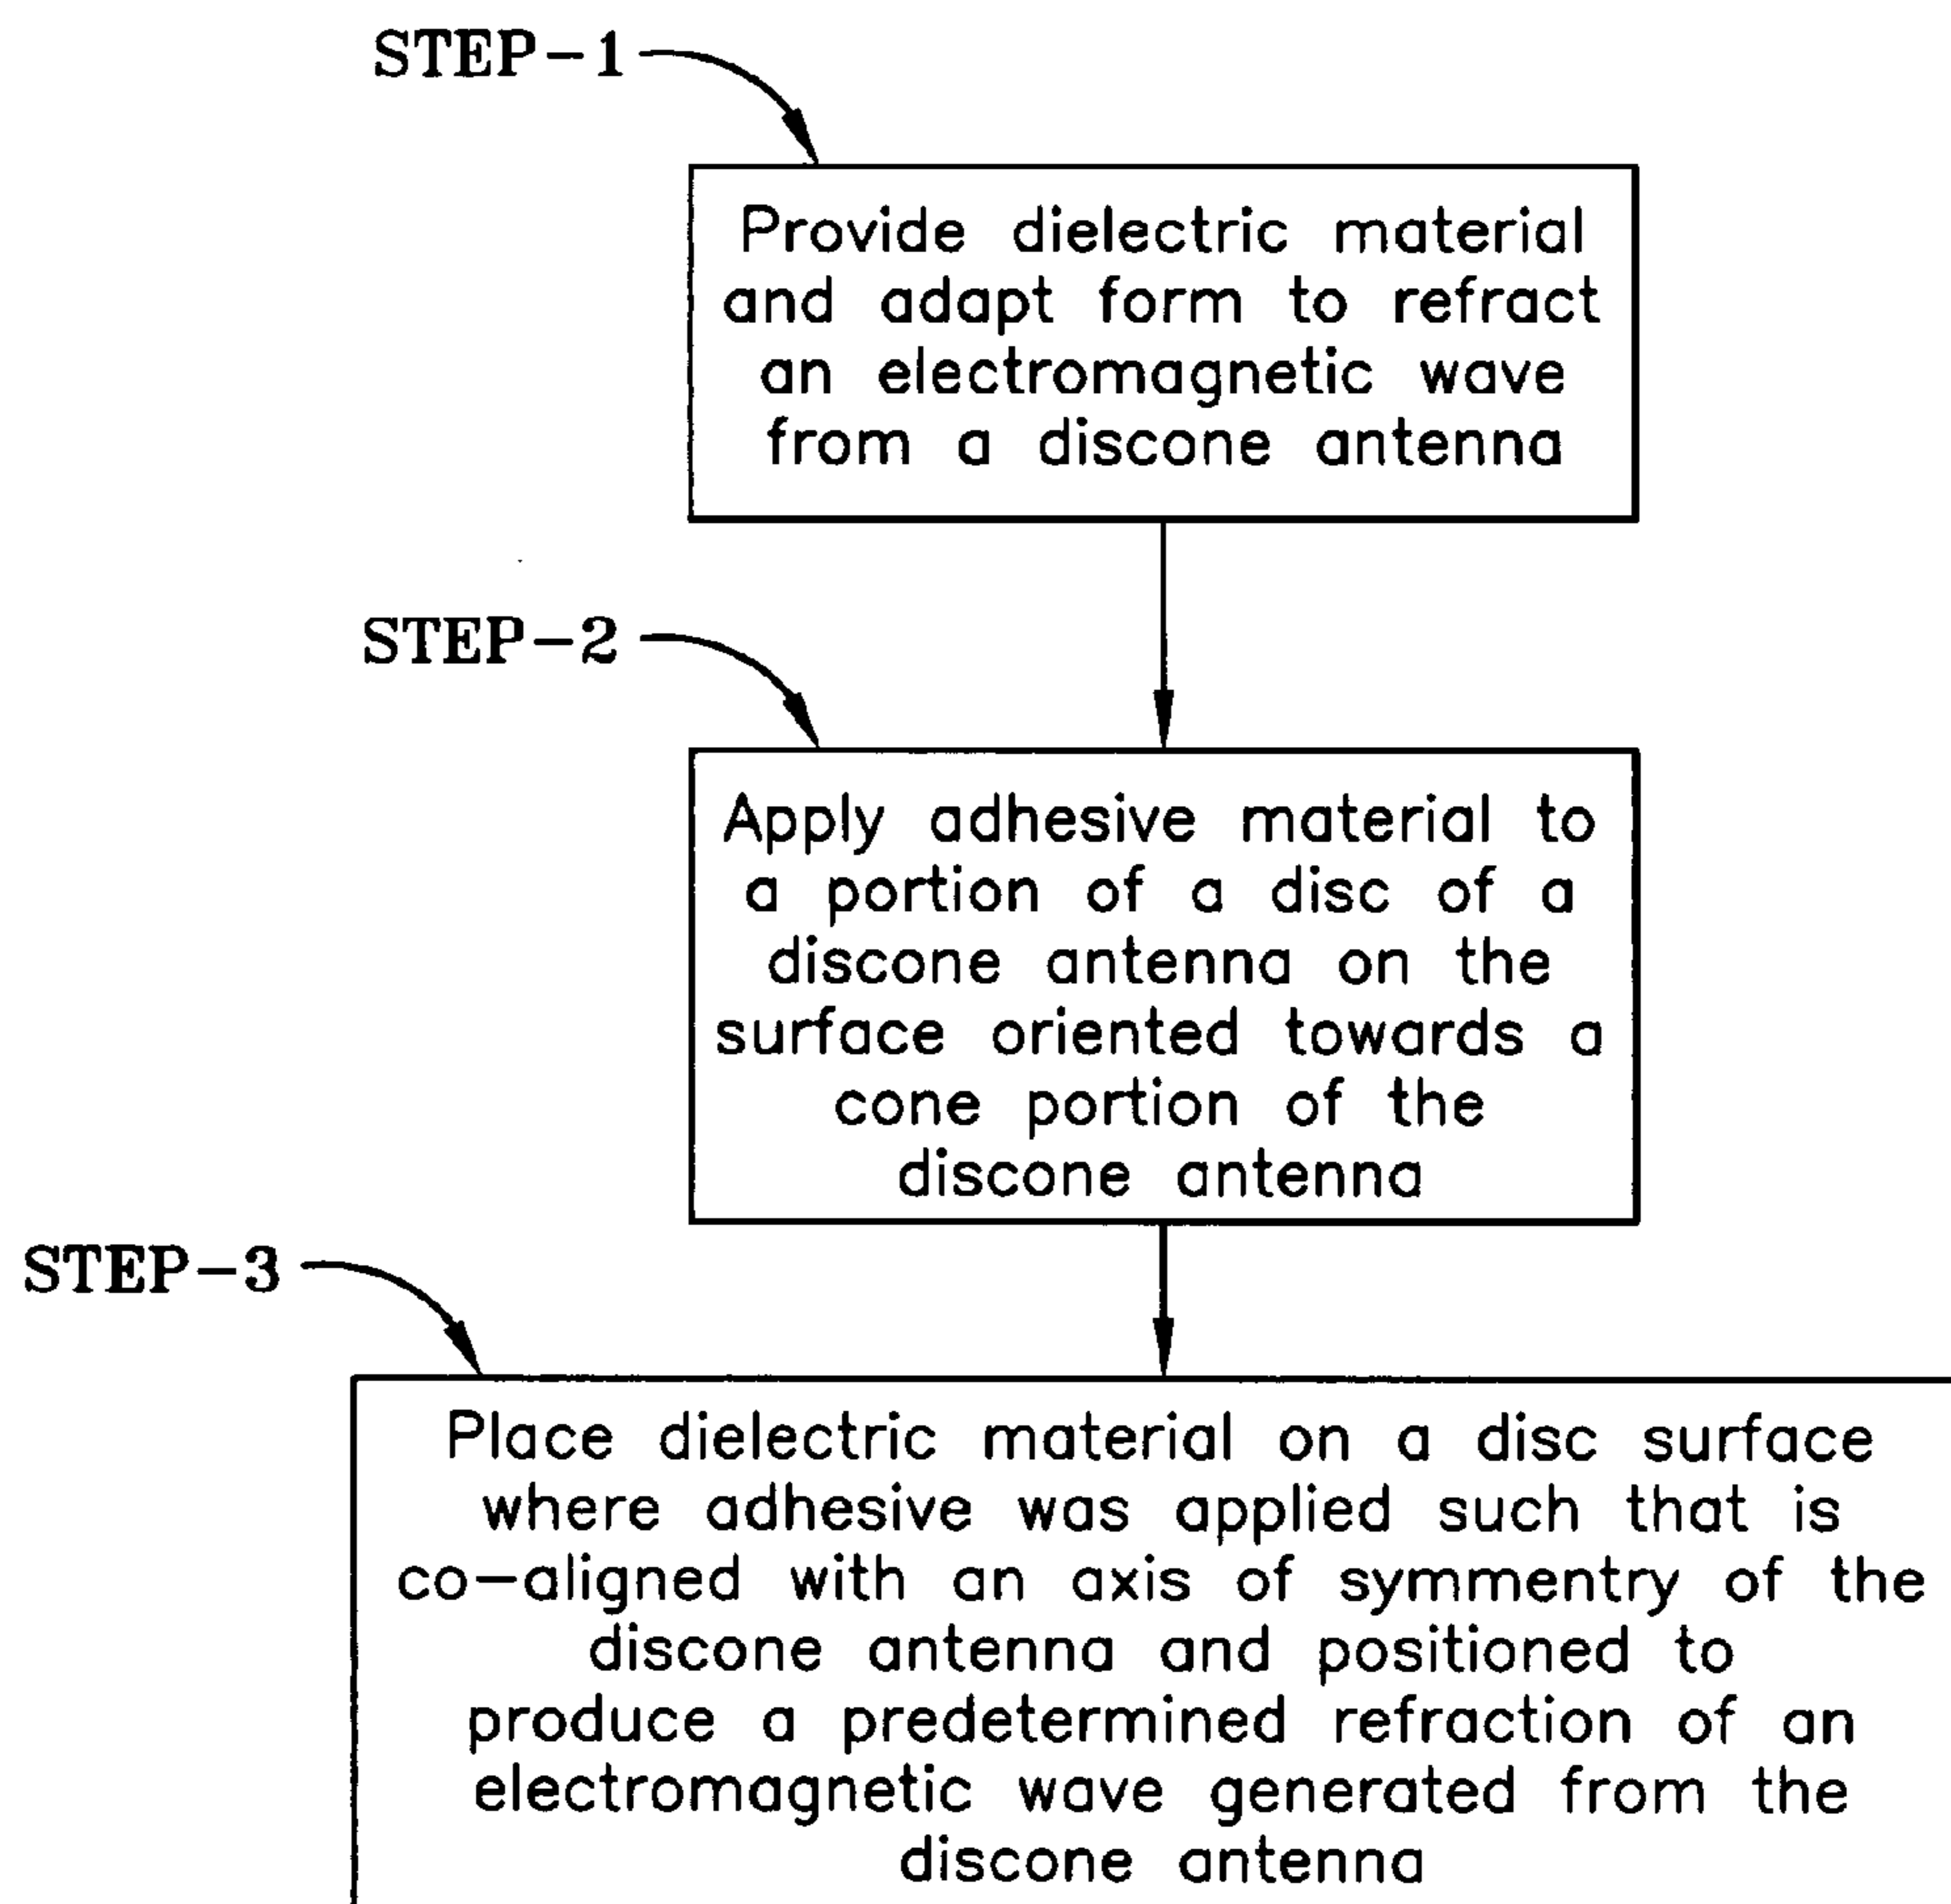 STEP-1
Provide dielectric material
and adapt form to refract
an electromagnetic wave
from a discone antenna
STEP-2
Apply adhesive material to
a portion of a disc of a
discone antenna on the
surface oriented towards a
cone portion of the
discone antenna
STEP-3
Place dielectric material on a disc surface
where adhesive was applied such that is
co-aligned with an axis of symmentry of the
discone antenna and positioned to
produce a predetermined refraction of an
electromagnetic wave generated from the
discone antenna